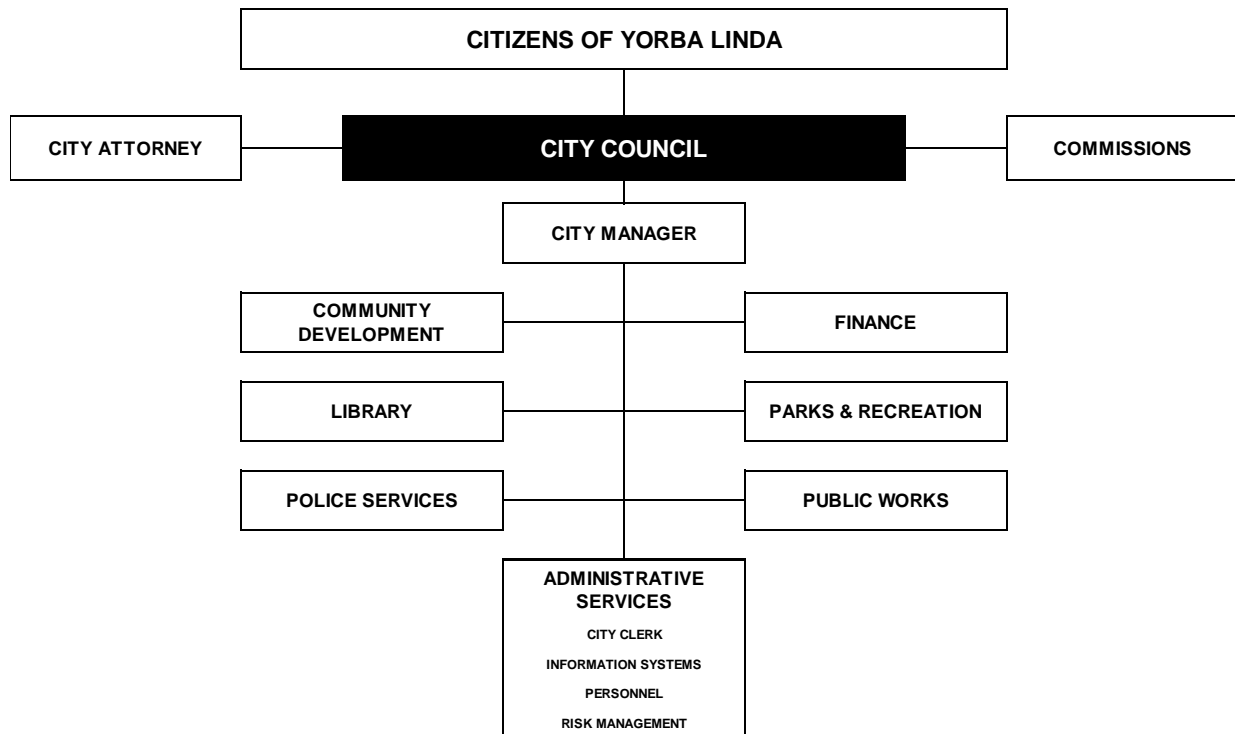 CITIZENS OF YORBA LINDA
CITY ATTORNEY
CITY COUNCIL
COMMISSIONS
CITY MANAGER
COMMUNITY
DEVELOPMENT
FINANCE
LIBRARY
PARKS & RECREATION
POLICE SERVICES
PUBLIC WORKS
ADMINISTRATIVE
SERVICES
CITY CLERK
INFORMATION SYSTEMS
PERSONNEL
RISK MANAGEMENT